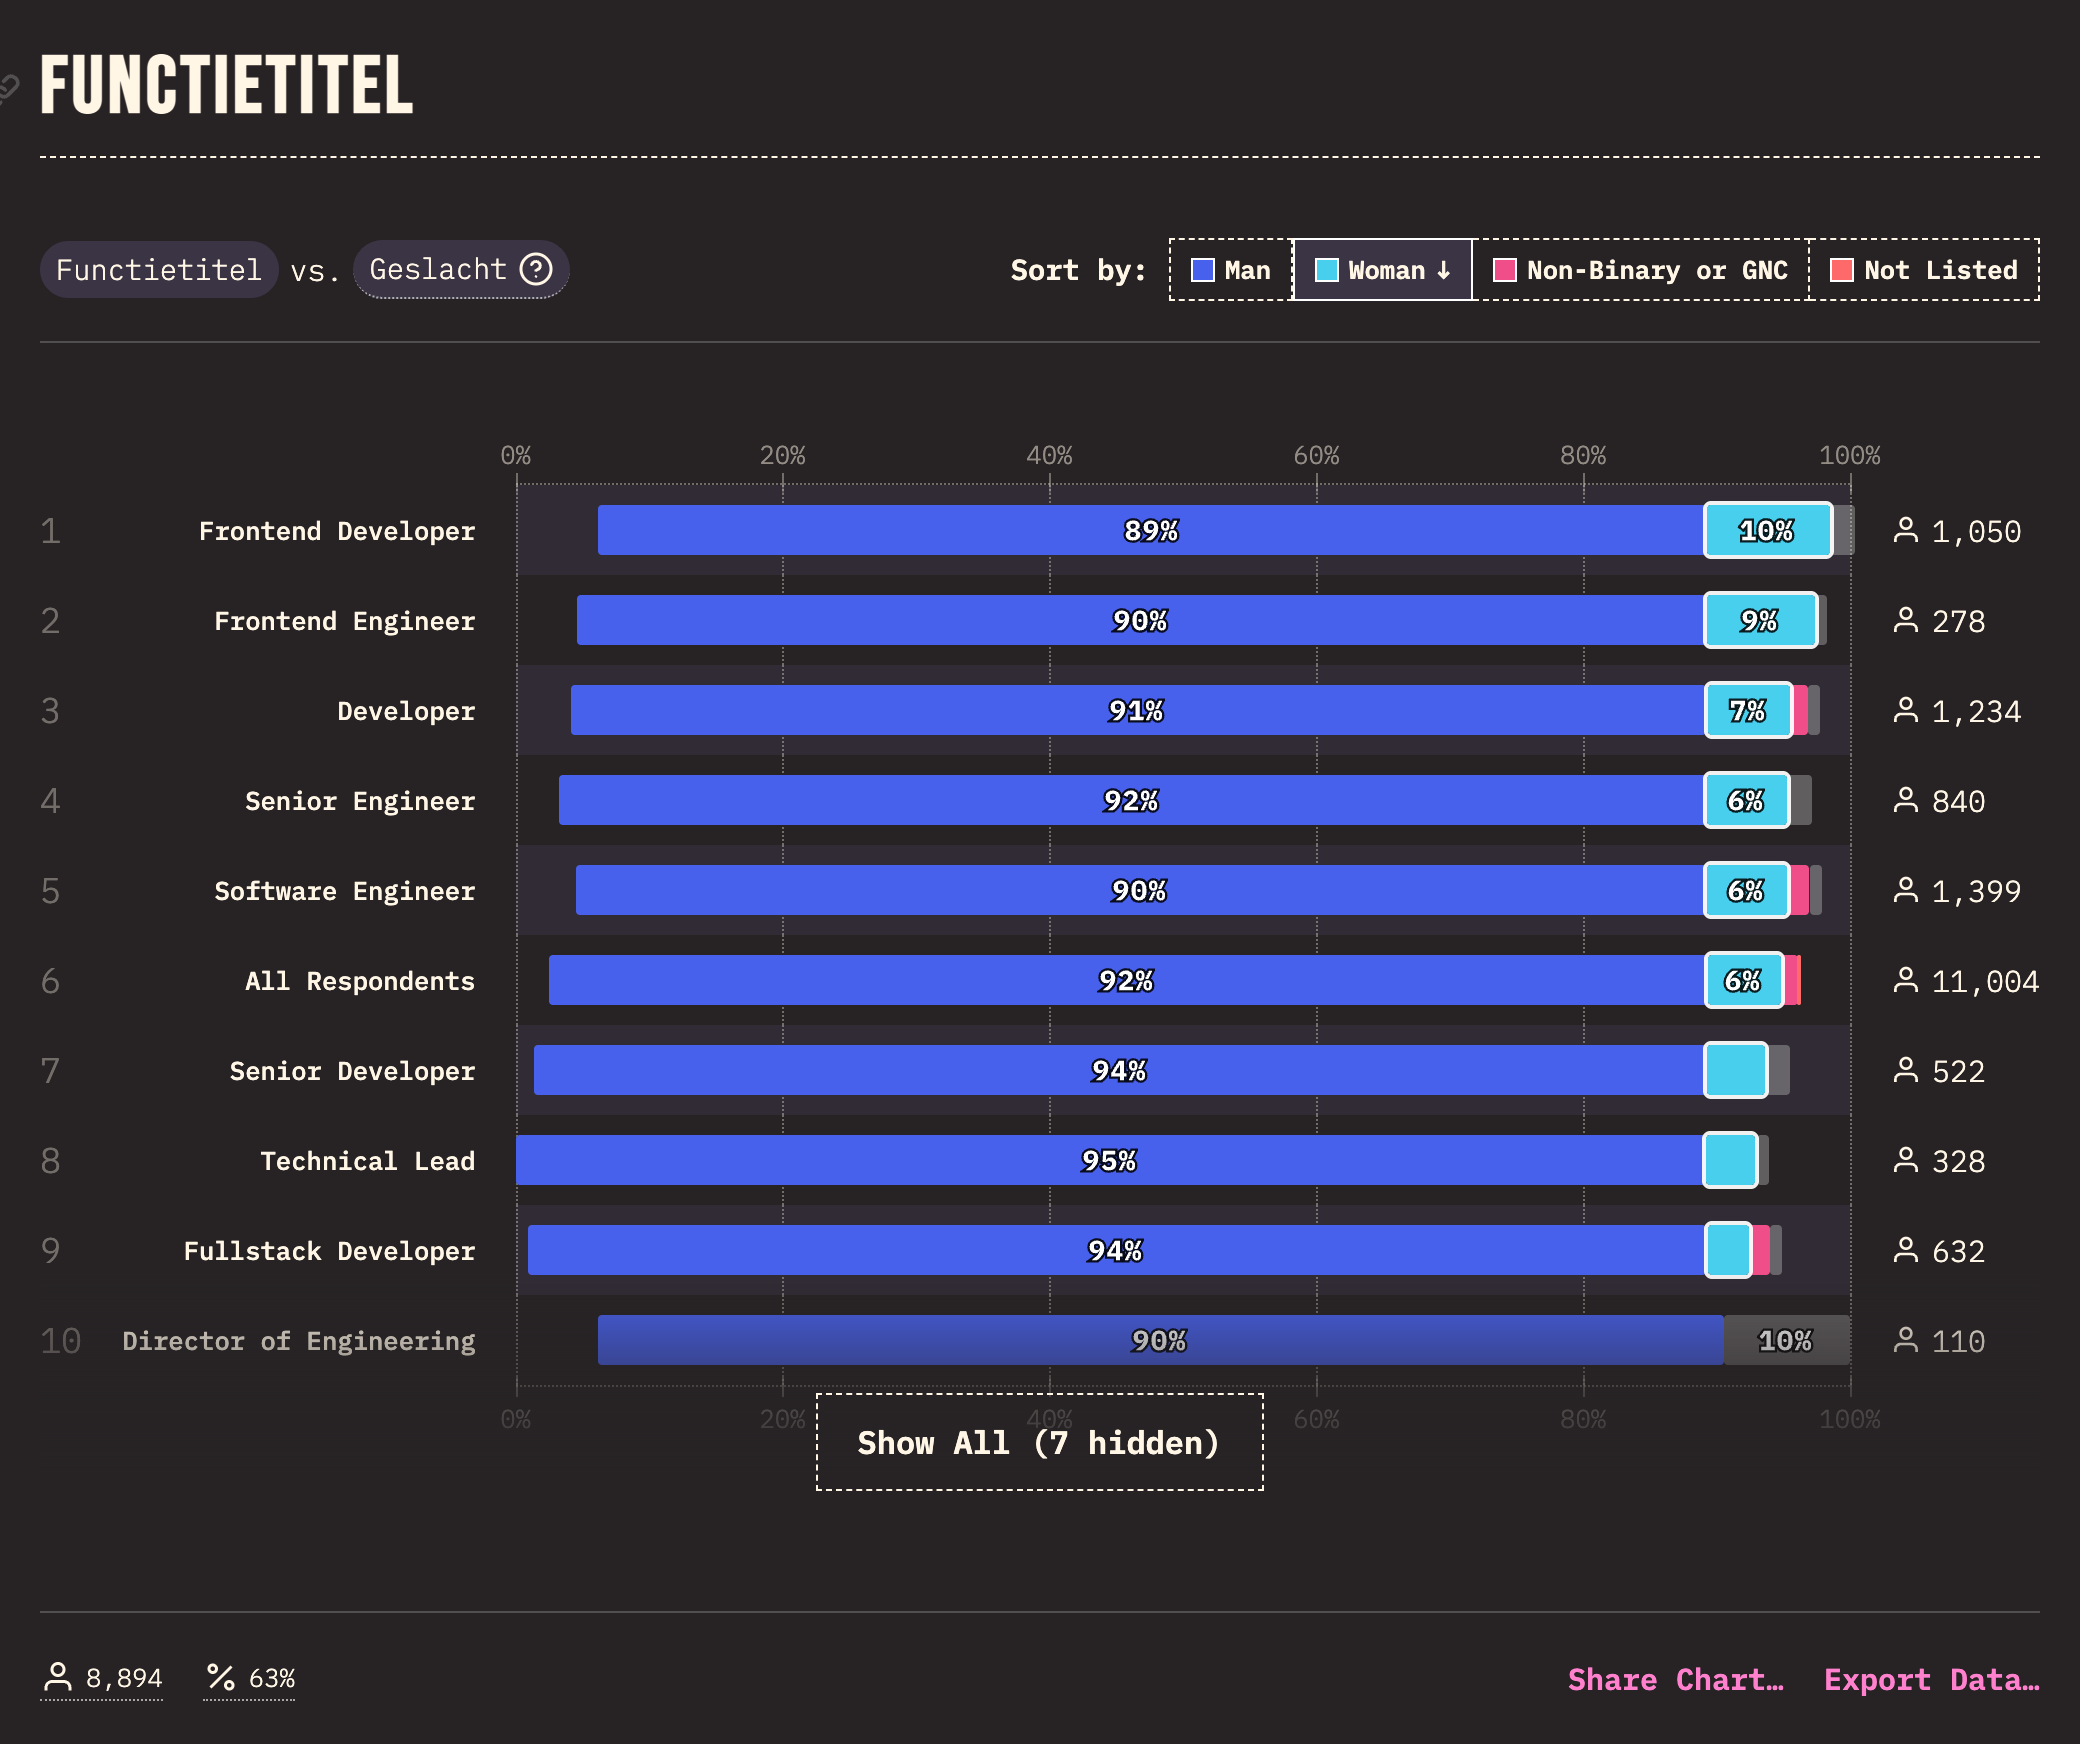 FUNCTIETITEL
Functietitel vs. Geslacht ?
Sort by: Man Woman ↓ Non-Binary or GNC Not Listed
0% 20% 40% 60% 80% 100%
1 Frontend Developer 89% 10% 1,050
2 Frontend Engineer 90% 9% 278
3 Developer 91% 7% 1,234
4 Senior Engineer 92% 6% 840
5 Software Engineer 90% 6% 1,399
6 All Respondents 92% 6% 11,004
7 Senior Developer 94% 522
8 Technical Lead 95% 328
9 Fullstack Developer 94% 632
10 Director of Engineering 90% 10% 110
0% 20% 40% 60% 80% 100%
Show All (7 hidden)
8,894 % 63% Share Chart… Export Data…